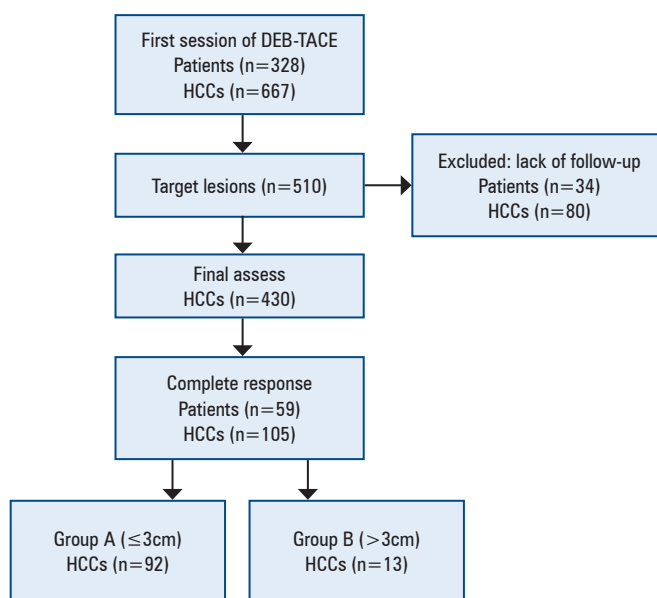 First session of DEB-TACE
Patients (n=328)
HCCs (n=667)
Target lesions (n=510)
Excluded: lack of follow-up
Patients (n=34)
HCCs (n=80)
Final assess
HCCs (n=430)
Complete response
Patients (n=59)
HCCs (n=105)
Group A (≤3cm)
HCCs (n=92)
Group B (>3cm)
HCCs (n=13)